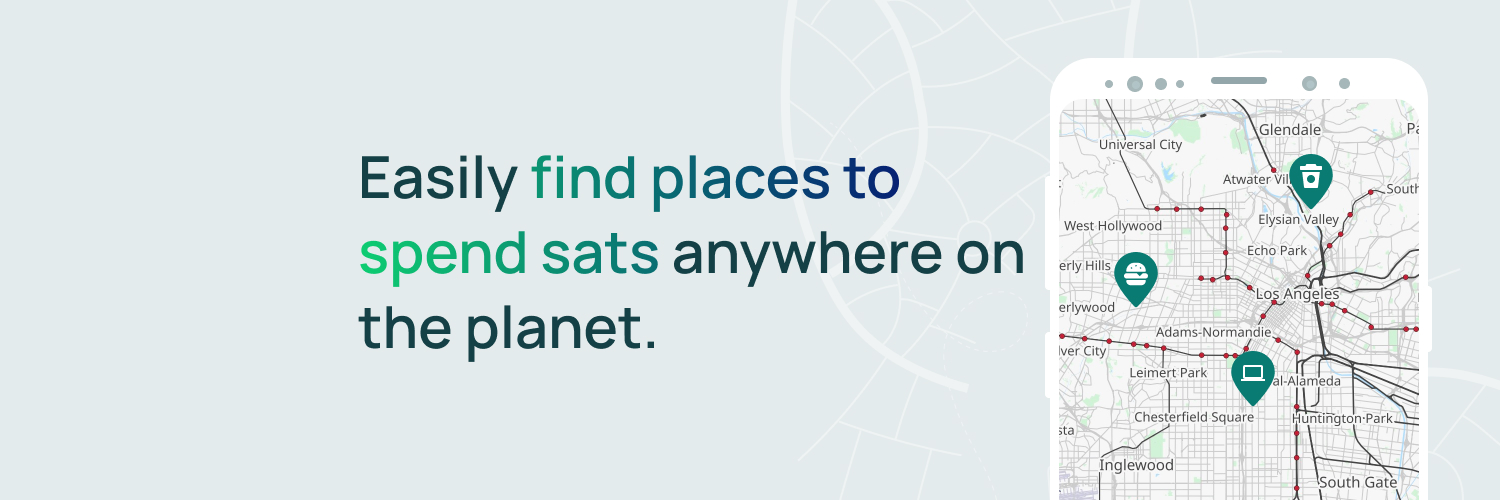 Easily find places to
spend sats anywhere on
the planet.
Glendale
Pa
Universal City
Atwater Vil
South
West Hollywood
Elysian Valley
Echo Park
erly Hills
Los Angeles
erlywood
Adams-Normandie
lver City
Leimert Park
al-Alameda
Chesterfield Square
Huntington Park
sta
Inglewood
South Gate